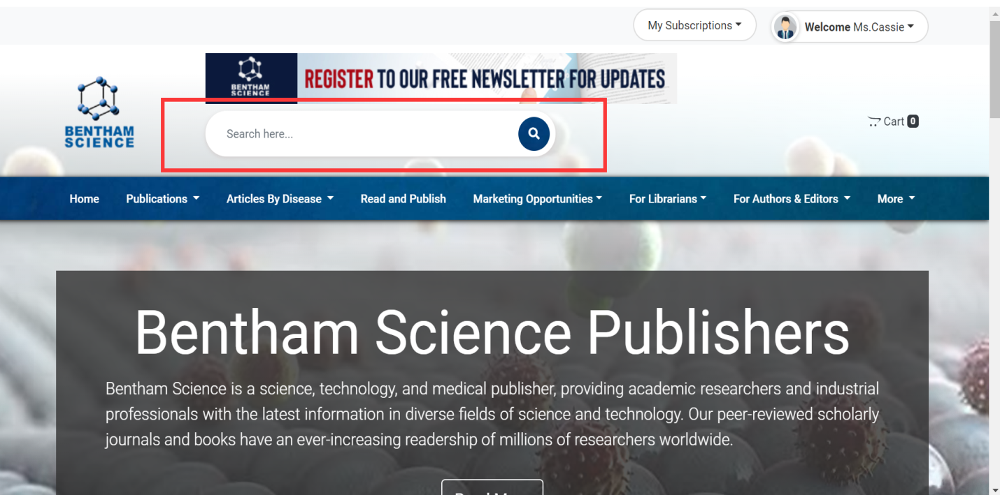 My Subscriptions
Welcome Ms.Cassie
BENTHAM
SCIENCE
REGISTER TO OUR FREE NEWSLETTER FOR UPDATES
BENTHAM
SCIENCE
Search here...
Cart 0
Home Publications Articles By Disease Read and Publish Marketing Opportunities For Librarians For Authors & Editors More
Bentham Science Publishers
Bentham Science is a science, technology, and medical publisher, providing academic researchers and industrial
professionals with the latest information in diverse fields of science and technology. Our peer-reviewed scholarly
journals and books have an ever-increasing readership of millions of researchers worldwide.
Read More